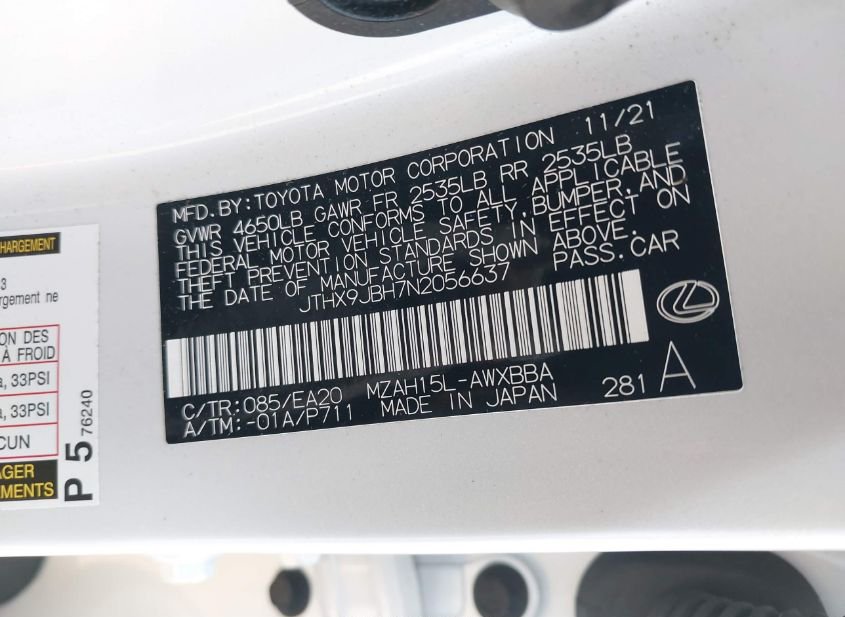 MFD. BY: TOYOTA MOTOR CORPORATION 11/21
GVWR 4650LB GAWR FR 2535LB RR 2535LB
THIS VEHICLE CONFORMS TO ALL APPLICABLE
FEDERAL MOTOR VEHICLE SAFETY, BUMPER, AND
THEFT PREVENTION STANDARDS IN EFFECT ON
THE DATE OF MANUFACTURE SHOWN ABOVE.
JTHX9JBH7N2056637 PASS. CAR
C/TR: 085/EA20 MZAH15L-AWXBBA
A/TM: -01A/P711 MADE IN JAPAN 281 A
HARGEMENT
3
rgement ne
ON DES
À FROID
a, 33PSI
a, 33PSI
CUN
AGER
EMENTS
P 5 76240